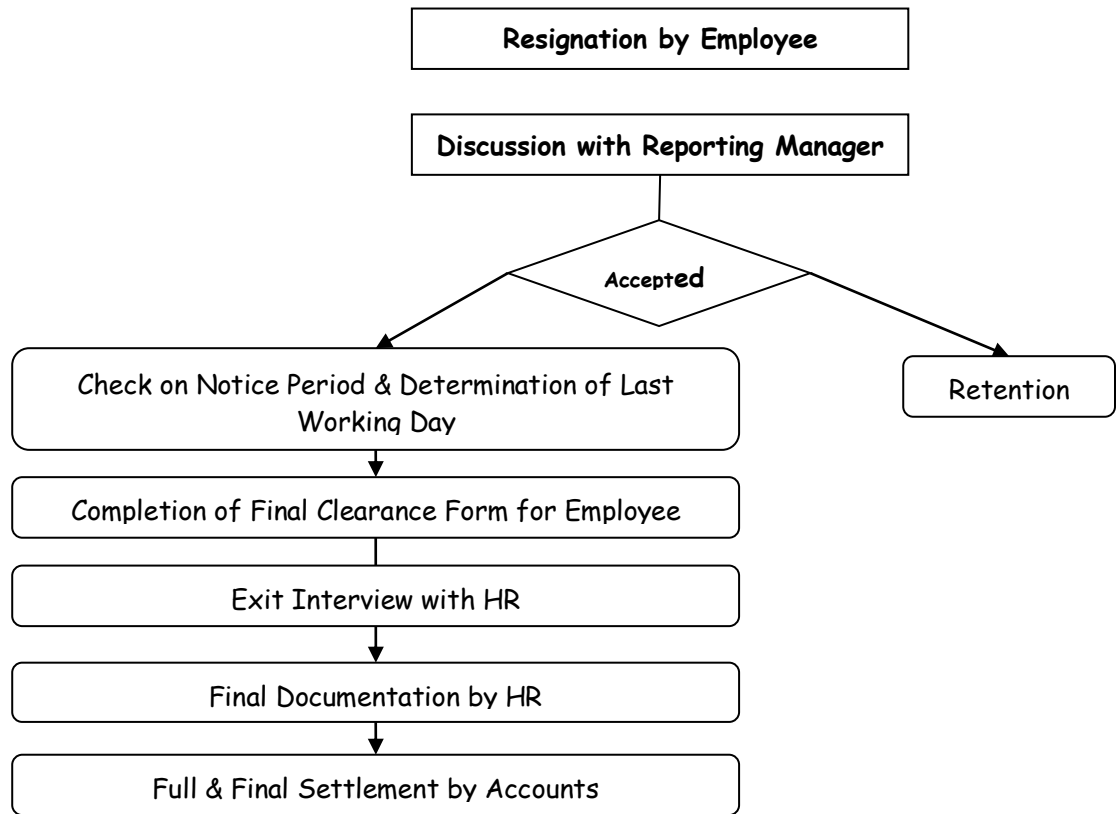 Resignation by Employee
Discussion with Reporting Manager
Accepted
Check on Notice Period & Determination of Last
Working Day
Retention
Completion of Final Clearance Form for Employee
Exit Interview with HR
Final Documentation by HR
Full & Final Settlement by Accounts